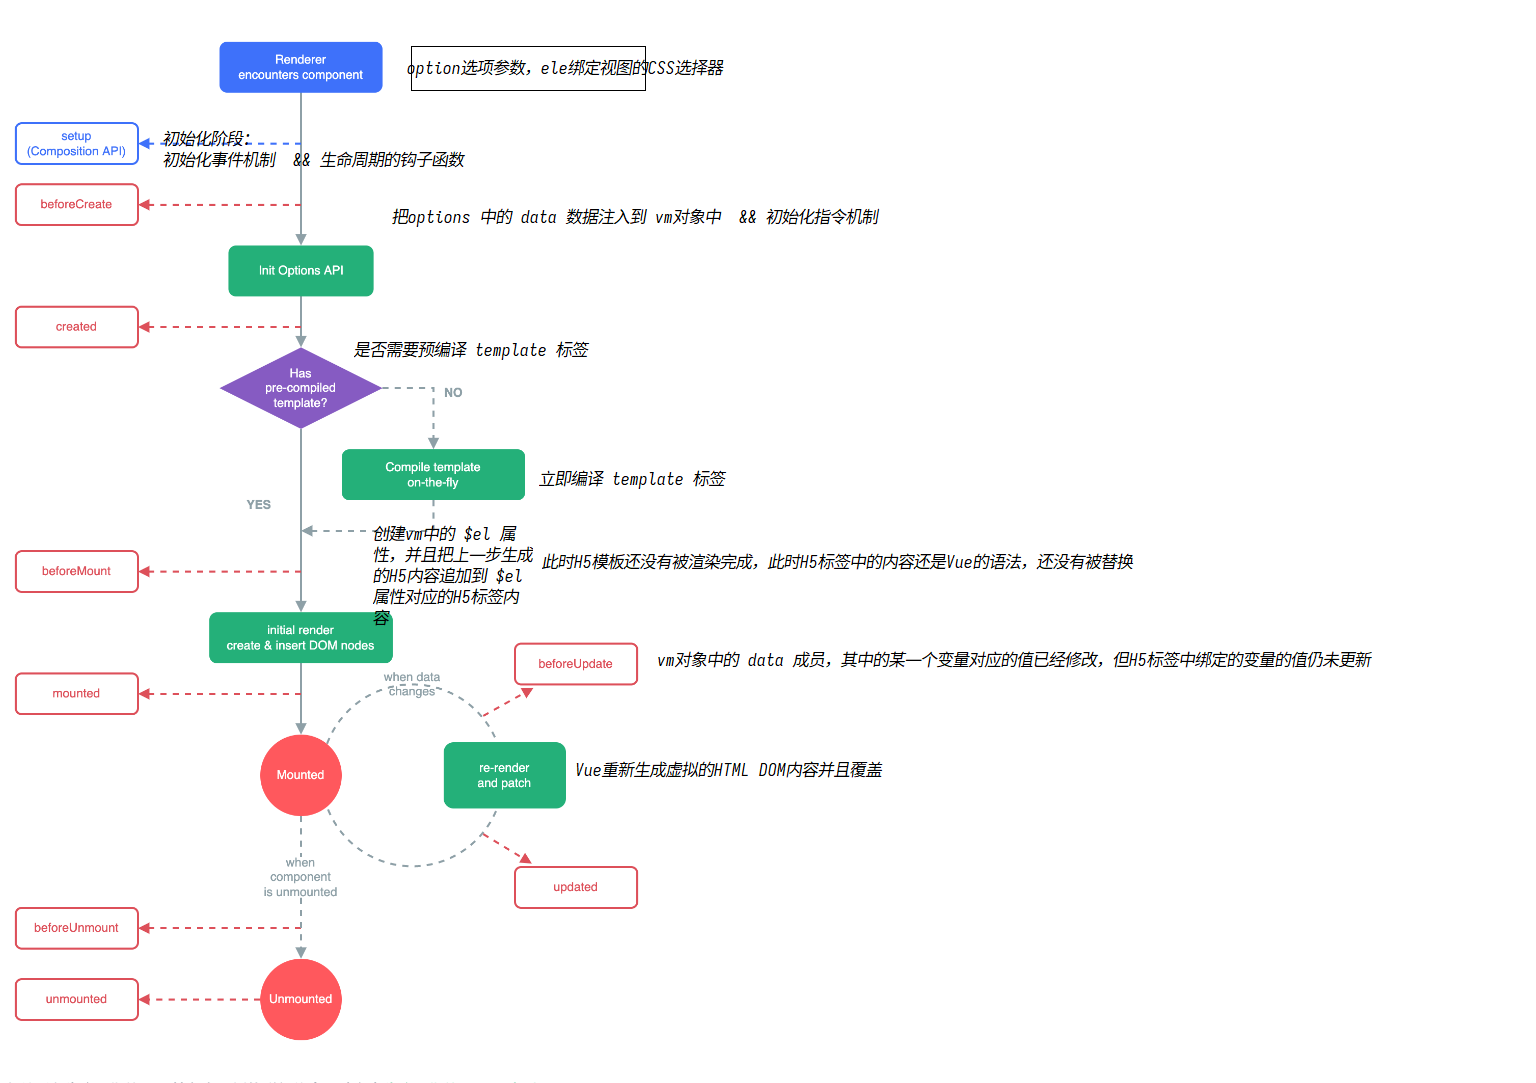 Renderer
encounters component
option选项参数，ele绑定视图的CSS选择器
setup
(Composition API)
初始化阶段：
初始化事件机制  && 生命周期的钩子函数
beforeCreate
把options 中的 data 数据注入到 vm对象中  && 初始化指令机制
Init Options API
created
是否需要预编译 template 标签
Has
pre-compiled
template?
NO
Compile template
on-the-fly
立即编译 template 标签
YES
创建vm中的 $el 属
性，并且把上一步生成
的H5内容追加到 $el
属性对应的H5标签内
容
此时H5模板还没有被渲染完成，此时H5标签中的内容还是Vue的语法，还没有被替换
beforeMount
initial render
create & insert DOM nodes
beforeUpdate
vm对象中的 data 成员，其中的某一个变量对应的值已经修改，但H5标签中绑定的变量的值仍未更新
when data
changes
mounted
Mounted
re-render
and patch
Vue重新生成虚拟的HTML DOM内容并且覆盖
when
component
is unmounted
updated
beforeUnmount
unmounted
Unmounted